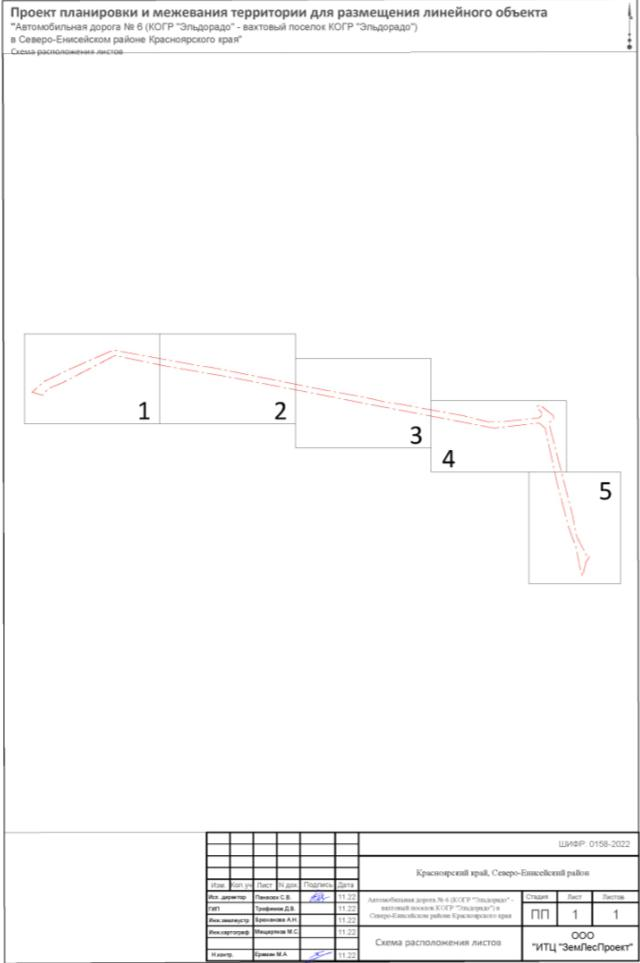 Проект планировки и межевания территории для размещения линейного объекта
"Автомобильная дорога № 6 (КОГР "Эльдорадо" - вахтовый поселок КОГР "Эльдорадо")
в Северо-Енисейском районе Красноярского края"
Схема расположения листов
1
2
3
4
5
ШИФР: 0158-2022
Красноярский край, Северо-Енисейский район
Изм. Кол.уч Лист N док. Подпись Дата
Исп. директор Панасюк С.В. 11.22
ГИП Трифонов Д.В. 11.22
Инж.землеустр 11.22
Инж.картограф Мещеряков М.С. 11.22
Н.контр. Ермаки М.А 11.22
Автомобильная дорога № 6 (КОГР "Эльдорадо" -
вахтовый поселок КОГР "Эльдорадо") в
Северо-Енисейском районе Красноярского края
Стадия Лист Листов
ПП 1 1
Схема расположения листов
ООО
"ИТЦ "ЗемЛесПроект"